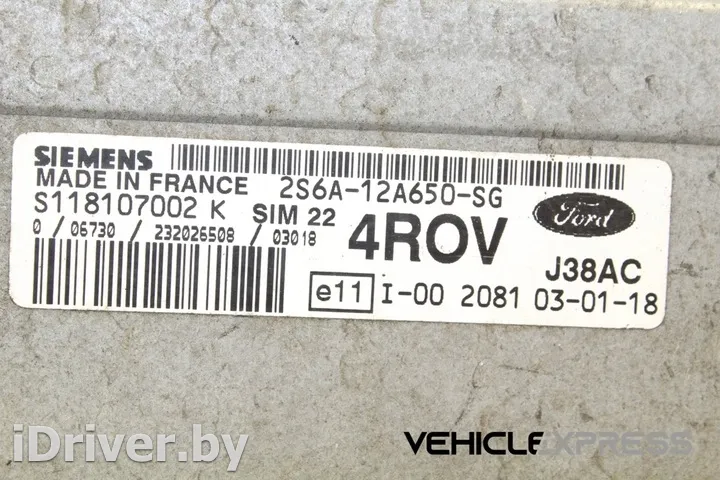 SIEMENS
MADE IN FRANCE 2S6A-12A650-SG
S118107002 K SIM 22 4ROV Ford
0 / 06730 / 232026508 / 03018
J38AC
e11 I-00 2081 03-01-18
iDriver.by
VEHICLEXPRESS